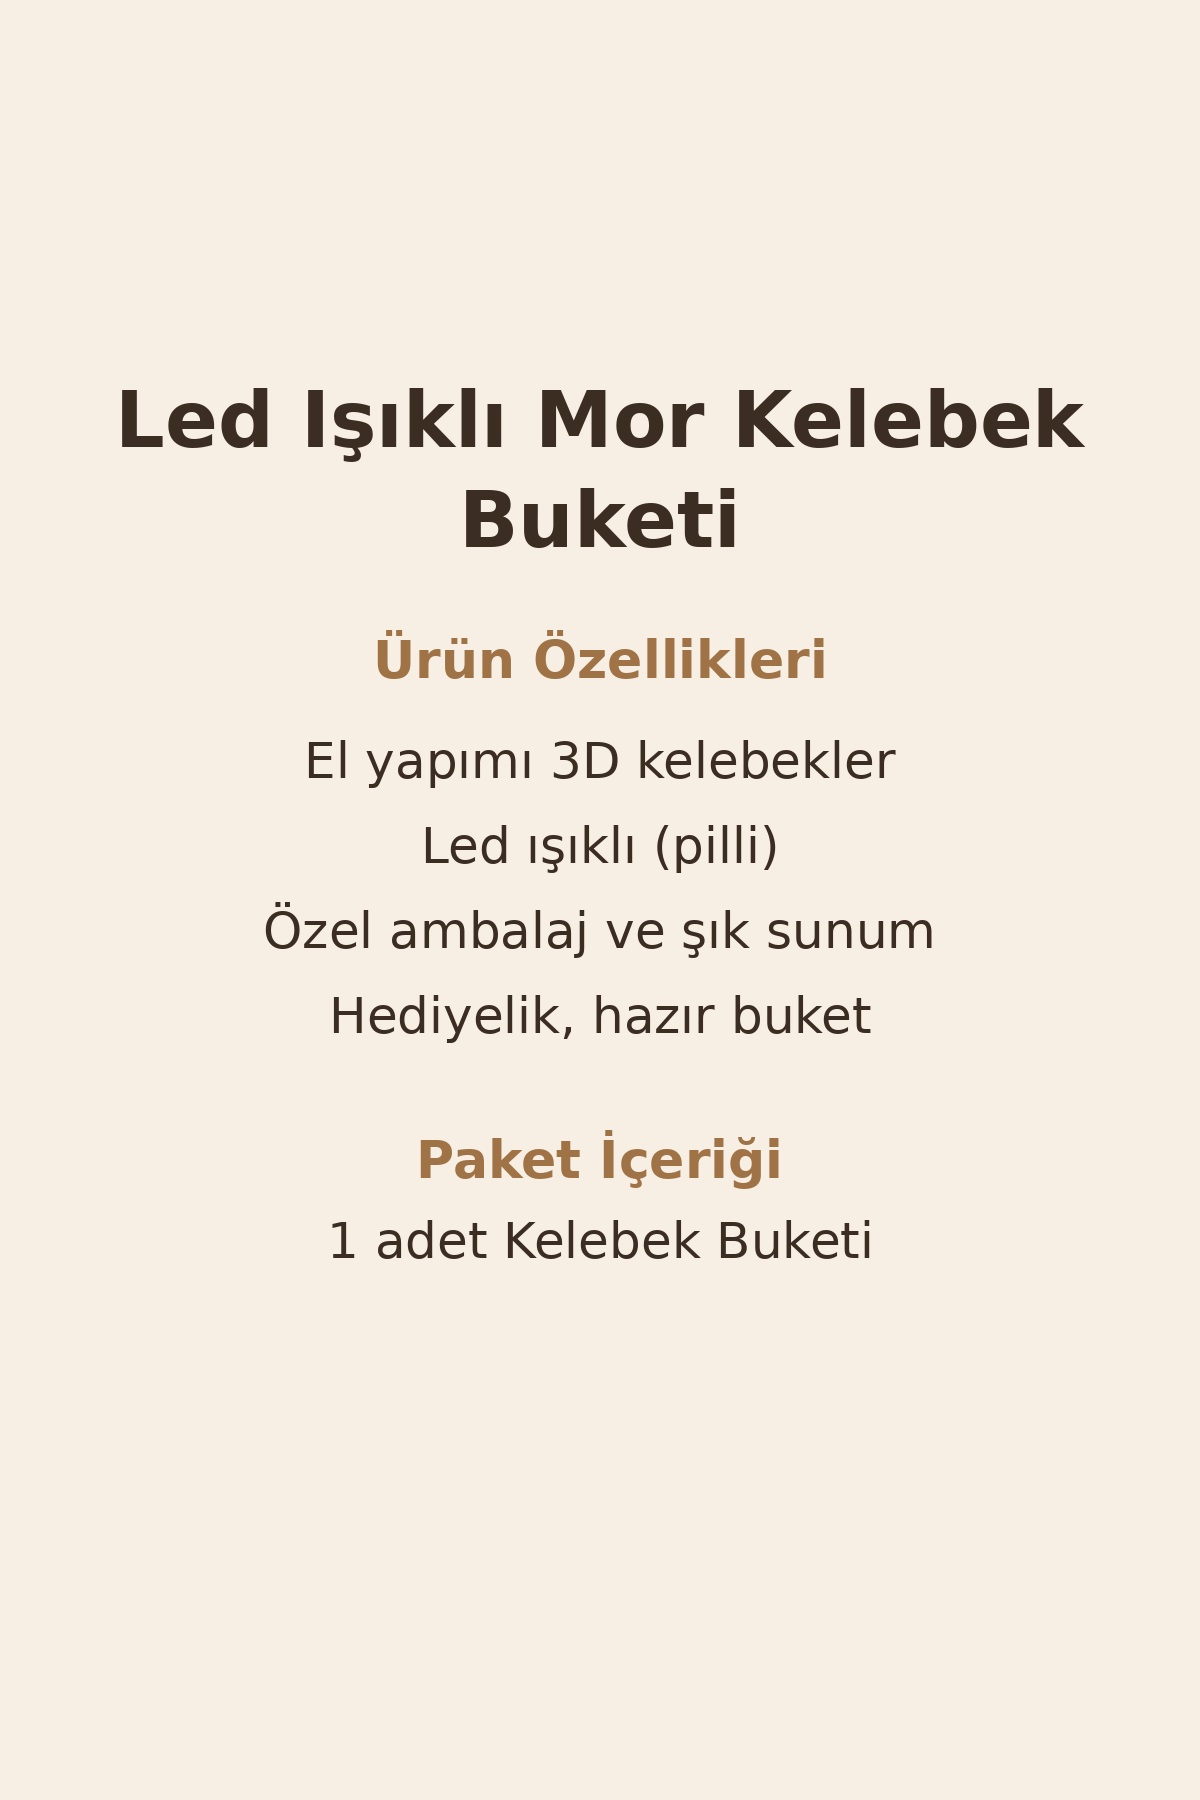 Led Işıklı Mor Kelebek
Buketi
Ürün Özellikleri
El yapımı 3D kelebekler
Led ışıklı (pilli)
Özel ambalaj ve şık sunum
Hediyelik, hazır buket
Paket İçeriği
1 adet Kelebek Buketi